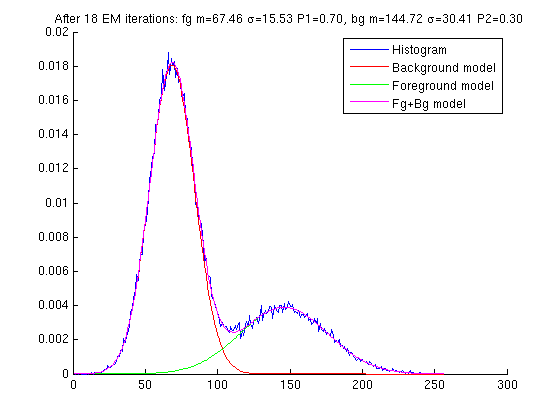 After 18 EM iterations: fg m=67.46 σ=15.53 P1=0.70, bg m=144.72 σ=30.41 P2=0.30
0.02
0.018
0.016
0.014
0.012
0.01
0.008
0.006
0.004
0.002
0
Histogram
Background model
Foreground model
Fg+Bg model
0 50 100 150 200 250 300